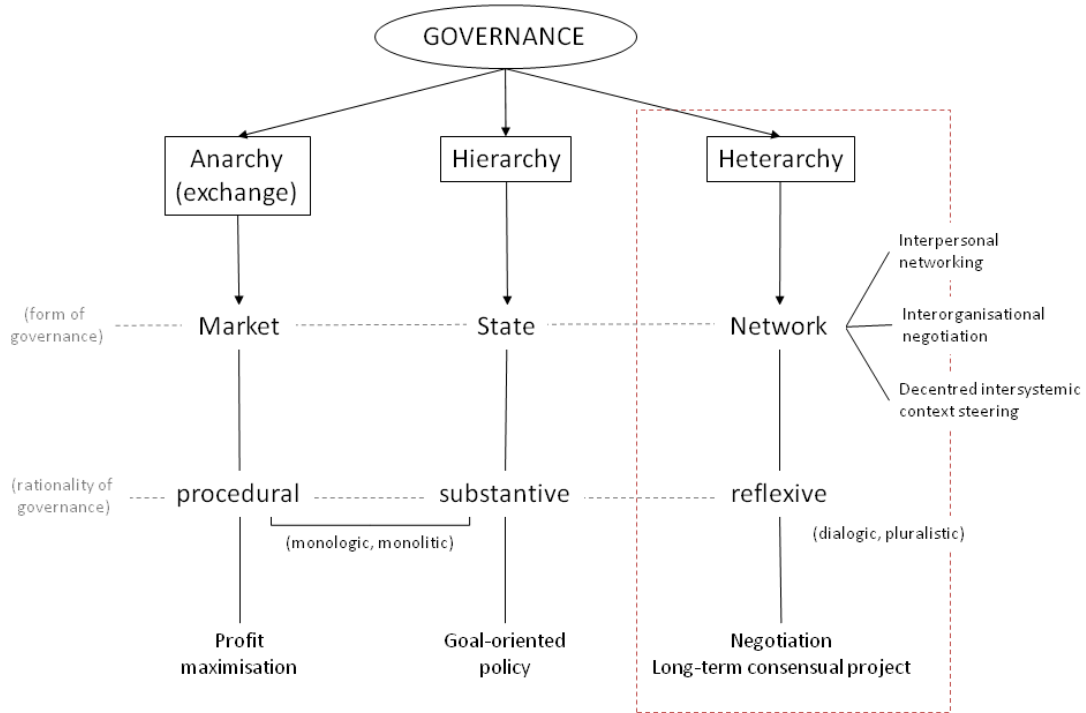 GOVERNANCE
Anarchy
(exchange)
Hierarchy
Heterarchy
Interpersonal
networking
(form of
governance)
Market
State
Network
Interorganisational
negotiation
Decentred intersystemic
context steering
(rationality of
governance)
procedural
substantive
reflexive
(monologic, monolitic)
(dialogic, pluralistic)
Profit
maximisation
Goal-oriented
policy
Negotiation
Long-term consensual project